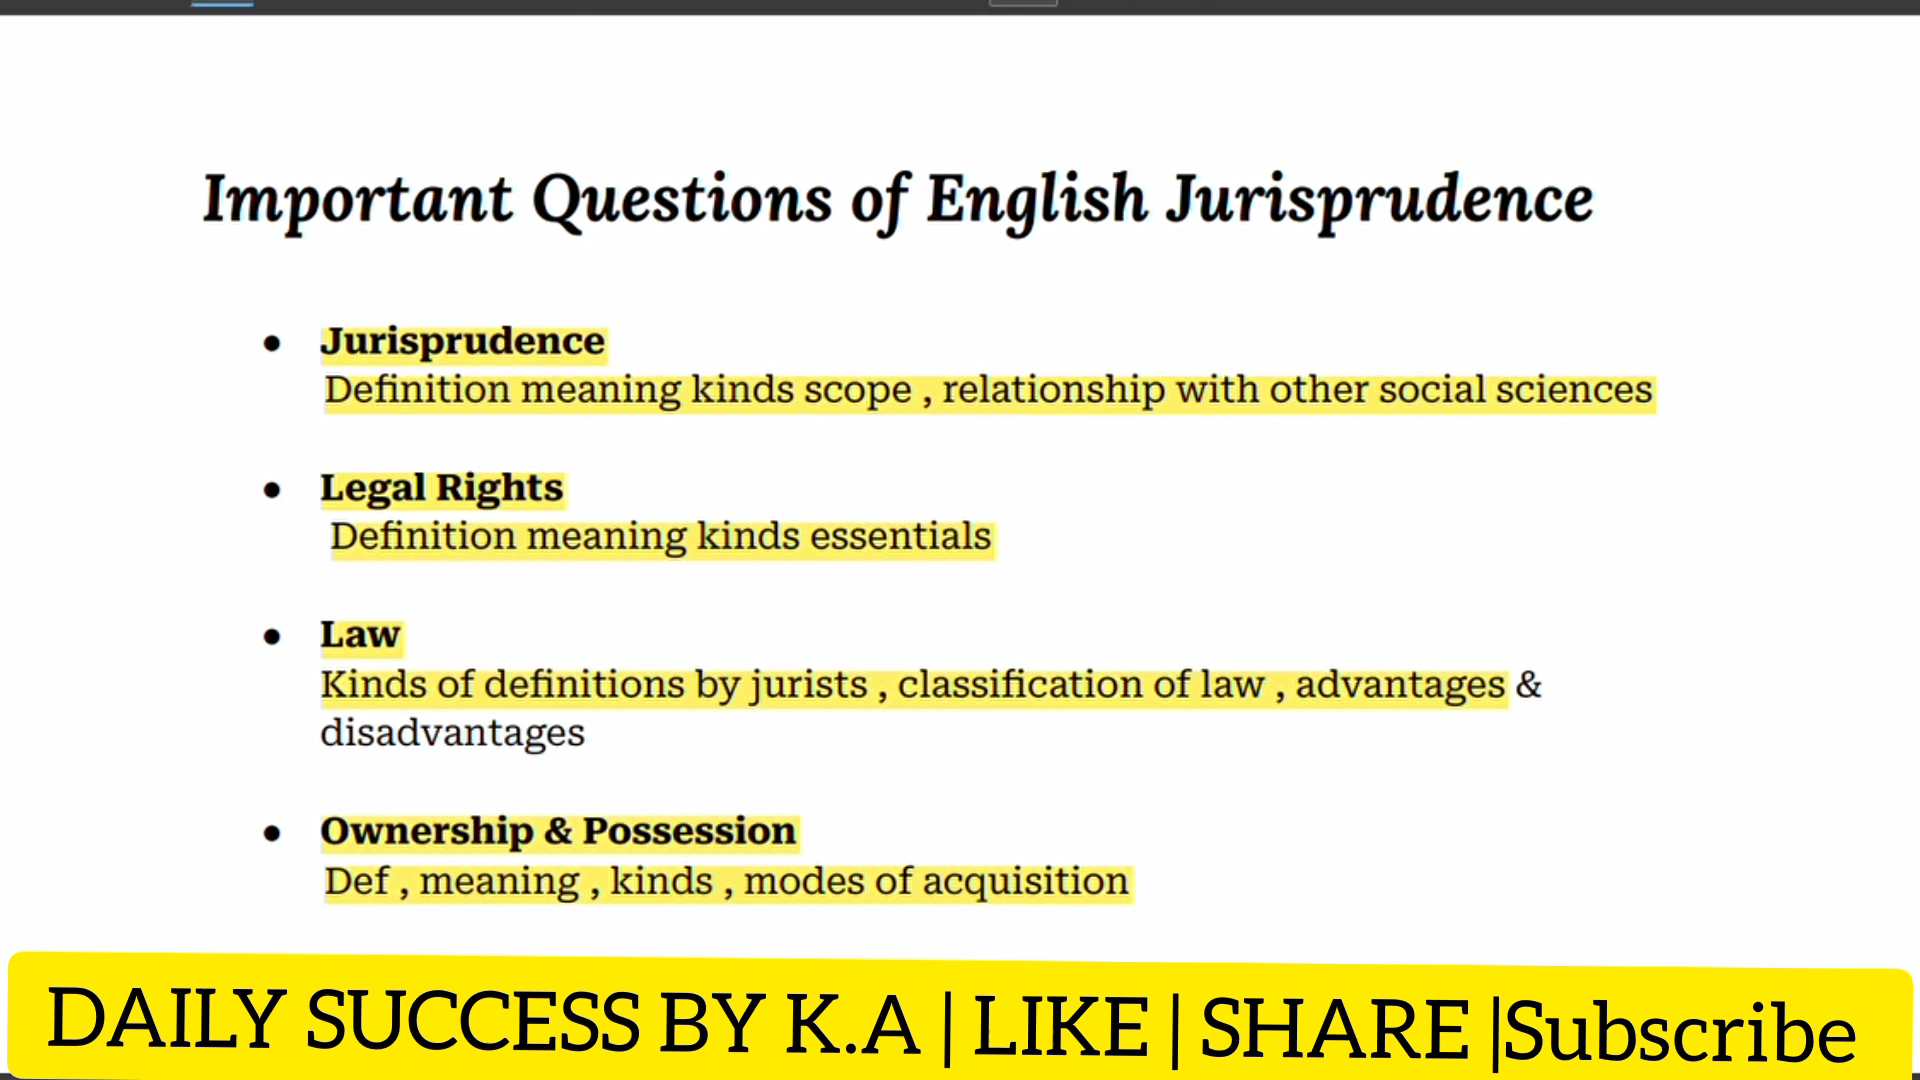 Important Questions of English Jurisprudence
● Jurisprudence
Definition meaning kinds scope , relationship with other social sciences
● Legal Rights
Definition meaning kinds essentials
● Law
Kinds of definitions by jurists , classification of law , advantages &
disadvantages
● Ownership & Possession
Def , meaning , kinds , modes of acquisition
DAILY SUCCESS BY K.A | LIKE | SHARE |Subscribe